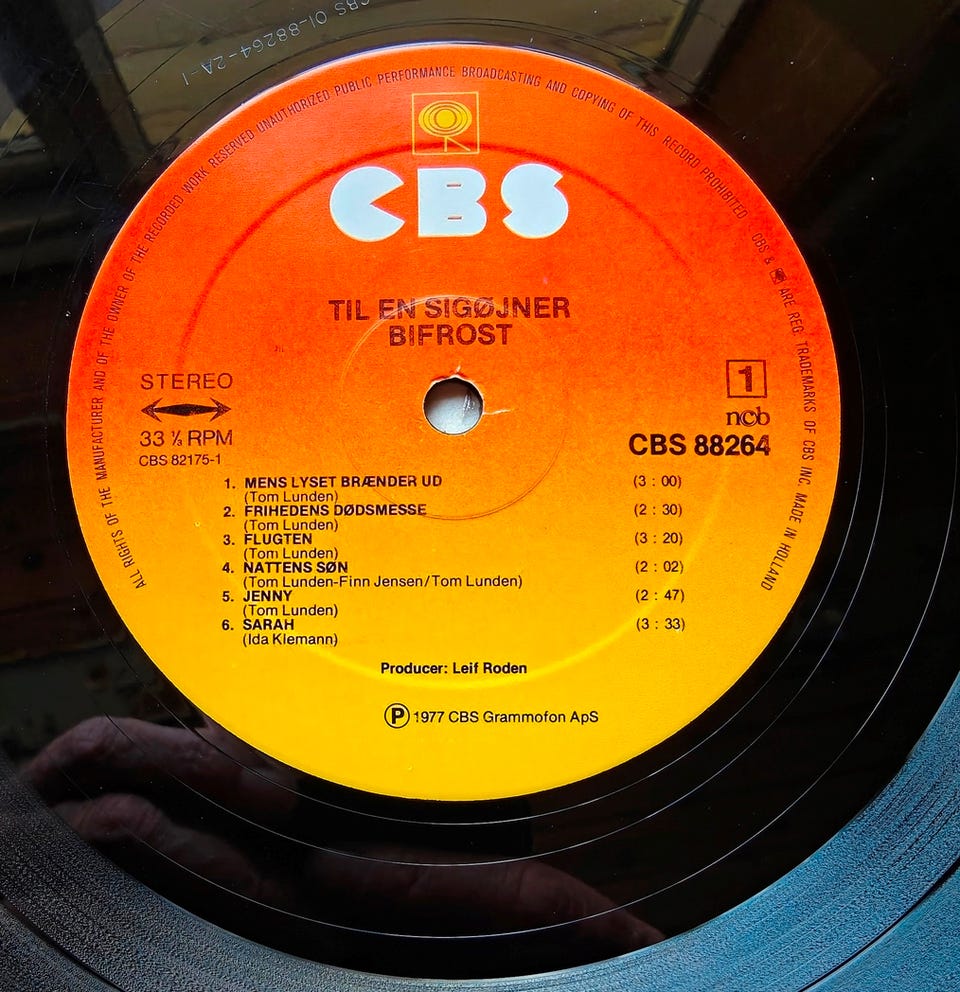 CBS 01-88264-2A-1
ALL RIGHTS OF THE MANUFACTURER AND OF THE OWNER OF THE RECORDED WORK RESERVED UNAUTHORIZED PUBLIC PERFORMANCE BROADCASTING AND COPYING OF THIS RECORD PROHIBITED · CBS & ARE REG. TRADEMARKS OF CBS INC. MADE IN HOLLAND
CBS
TIL EN SIGØJNER
BIFROST
STEREO
33 ⅓ RPM
CBS 82175-1
1
ncb
CBS 88264
1. MENS LYSET BRÆNDER UD (3 : 00)
(Tom Lunden)
2. FRIHEDENS DØDSMESSE (2 : 30)
(Tom Lunden)
3. FLUGTEN (3 : 20)
(Tom Lunden)
4. NATTENS SØN (2 : 02)
(Tom Lunden-Finn Jensen/Tom Lunden)
5. JENNY (2 : 47)
(Tom Lunden)
6. SARAH (3 : 33)
(Ida Klemann)
Producer: Leif Roden
Ⓟ 1977 CBS Grammofon ApS